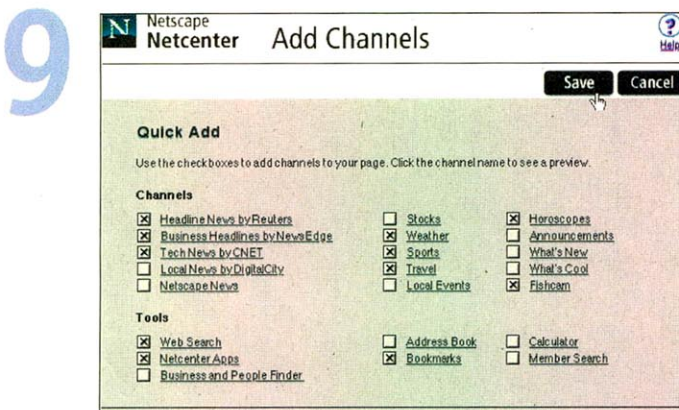 9
Netscape
Netcenter
Add Channels
Help
Save
Cancel
Quick Add
Use the checkboxes to add channels to your page. Click the channel name to see a preview.
Channels
Headline News by Reuters
Stocks
Horoscopes
Business Headlines by NewsEdge
Weather
Announcements
Tech News by CNET
Sports
What's New
Local News by DigitalCity
Travel
What's Cool
Netscape News
Local Events
Fishcam
Tools
Web Search
Address Book
Calculator
Netcenter Apps
Bookmarks
Member Search
Business and People Finder